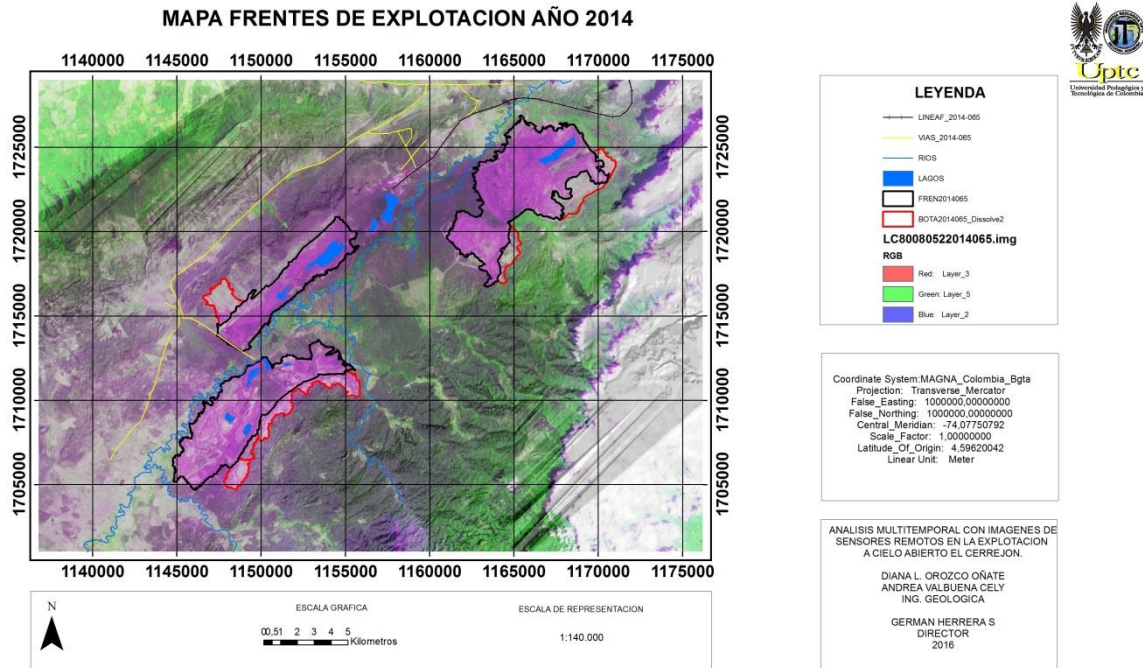 MAPA FRENTES DE EXPLOTACION AÑO 2014
Uptc
Universidad Pedagógica y
Tecnológica de Colombia
1140000 1145000 1150000 1155000 1160000 1165000 1170000 1175000
1725000 1725000
1720000 1720000
1715000 1715000
1710000 1710000
1705000 1705000
1140000 1145000 1150000 1155000 1160000 1165000 1170000 1175000
N
ESCALA GRAFICA
00,51 2 3 4 5
Kilometros
ESCALA DE REPRESENTACION
1:140.000
LEYENDA
LINEAF_2014-065
VIAS_2014-065
RIOS
LAGOS
FREN2014065
BOTA2014065_Dissolve2
LC80080522014065.img
RGB
Red: Layer_3
Green: Layer_5
Blue: Layer_2
Coordinate System:MAGNA_Colombia_Bgta
Projection: Transverse_Mercator
False_Easting: 1000000,00000000
False_Northing: 1000000,00000000
Central_Meridian: -74,07750792
Scale_Factor: 1,00000000
Latitude_Of_Origin: 4,59620042
Linear Unit: Meter
ANALISIS MULTITEMPORAL CON IMAGENES DE
SENSORES REMOTOS EN LA EXPLOTACION
A CIELO ABIERTO EL CERREJON.
DIANA L. OROZCO OÑATE
ANDREA VALBUENA CELY
ING. GEOLOGICA
GERMAN HERRERA S
DIRECTOR
2016